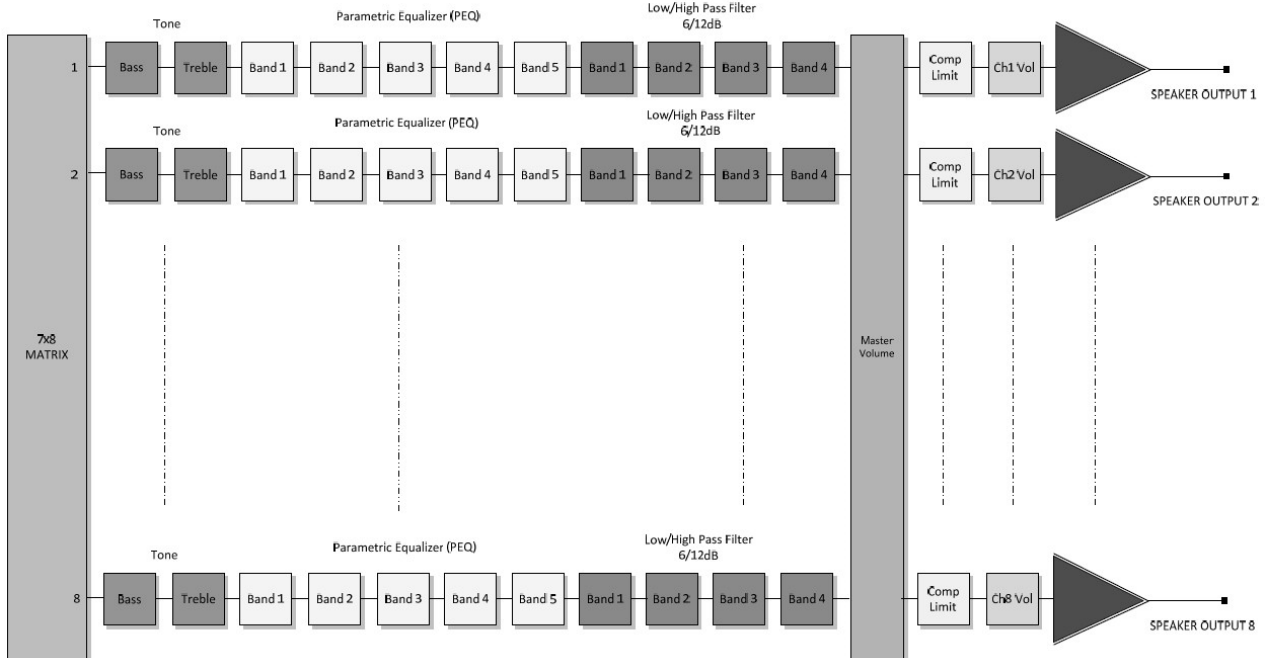 Tone
Parametric Equalizer (PEQ)
Low/High Pass Filter
6/12dB
1
Bass
Treble
Band 1
Band 2
Band 3
Band 4
Band 5
Band 1
Band 2
Band 3
Band 4
Comp
Limit
Ch1 Vol
SPEAKER OUTPUT 1
Tone
Parametric Equalizer (PEQ)
Low/High Pass Filter
6/12dB
2
Bass
Treble
Band 1
Band 2
Band 3
Band 4
Band 5
Band 1
Band 2
Band 3
Band 4
Comp
Limit
Ch2 Vol
SPEAKER OUTPUT 2
7x8
MATRIX
Master
Volume
Tone
Parametric Equalizer (PEQ)
Low/High Pass Filter
6/12dB
8
Bass
Treble
Band 1
Band 2
Band 3
Band 4
Band 5
Band 1
Band 2
Band 3
Band 4
Comp
Limit
Ch8 Vol
SPEAKER OUTPUT 8